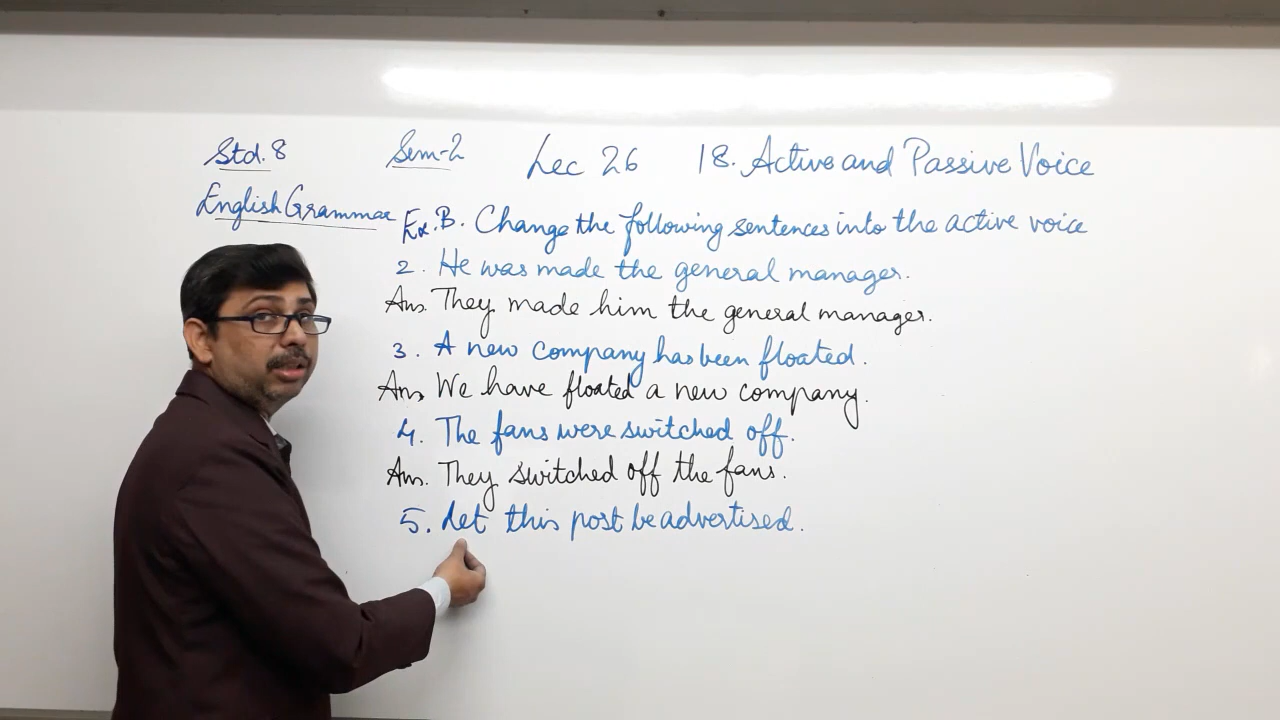 Std. 8 Sem-2 Lec 26 18. Active and Passive Voice
English Grammar
Ex. B. Change the following sentences into the active voice
2. He was made the general manager.
Ans. They made him the general manager.
3. A new company has been floated.
Ans. We have floated a new company.
4. The fans were switched off.
Ans. They switched off the fans.
5. Let this post be advertised.